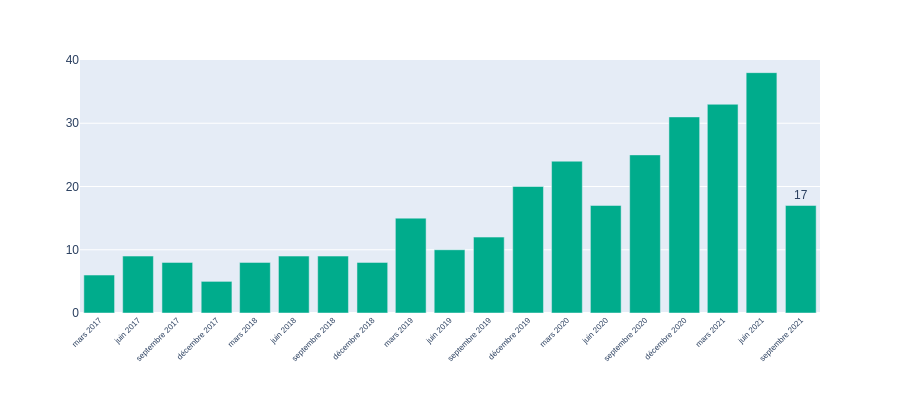 40
30
20
10
0
17
mars 2017
juin 2017
septembre 2017
décembre 2017
mars 2018
juin 2018
septembre 2018
décembre 2018
mars 2019
juin 2019
septembre 2019
décembre 2019
mars 2020
juin 2020
septembre 2020
décembre 2020
mars 2021
juin 2021
septembre 2021